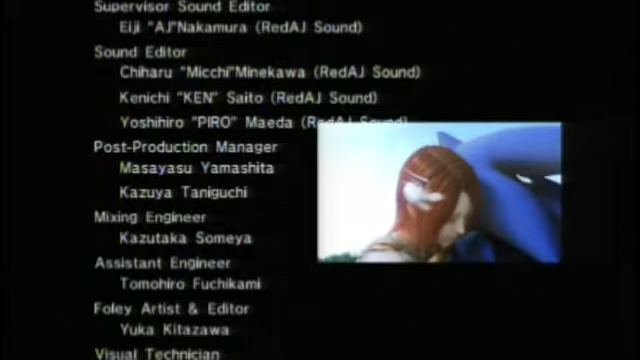 Supervisor Sound Editor
Eiji "AJ"Nakamura (RedAJ Sound)
Sound Editor
Chiharu "Micchi"Minekawa (RedAJ Sound)
Kenichi "KEN" Saito (RedAJ Sound)
Yoshihiro "PIRO" Maeda (RedAJ Sound)
Post-Production Manager
Masayasu Yamashita
Kazuya Taniguchi
Mixing Engineer
Kazutaka Someya
Assistant Engineer
Tomohiro Fuchikami
Foley Artist & Editor
Yuka Kitazawa
Visual Technician